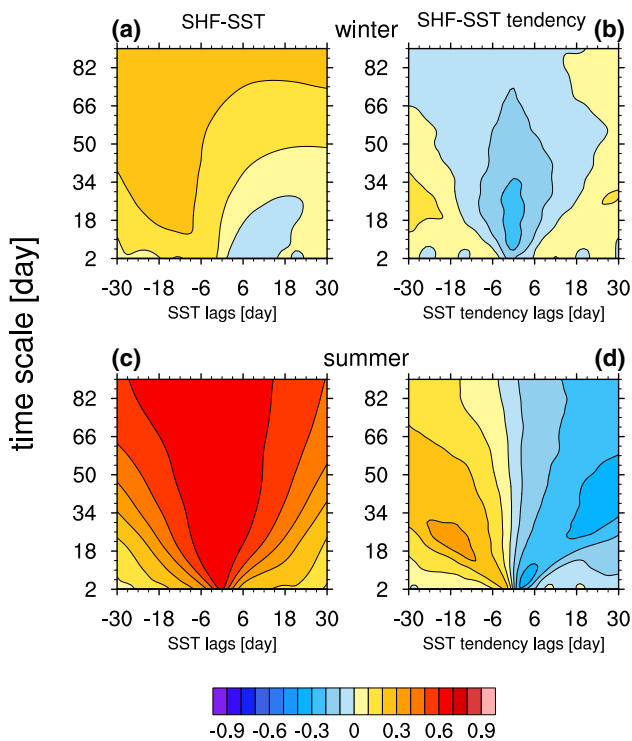 SHF-SST
SHF-SST tendency
(a) winter (b)
82
66
50
34
18
2
-30 -18 -6 6 18 30
SST lags [day]
82
66
50
34
18
2
-30 -18 -6 6 18 30
SST tendency lags [day]
time scale [day]
(c) summer (d)
82
66
50
34
18
2
-30 -18 -6 6 18 30
SST lags [day]
82
66
50
34
18
2
-30 -18 -6 6 18 30
SST tendency lags [day]
-0.9 -0.6 -0.3 0 0.3 0.6 0.9